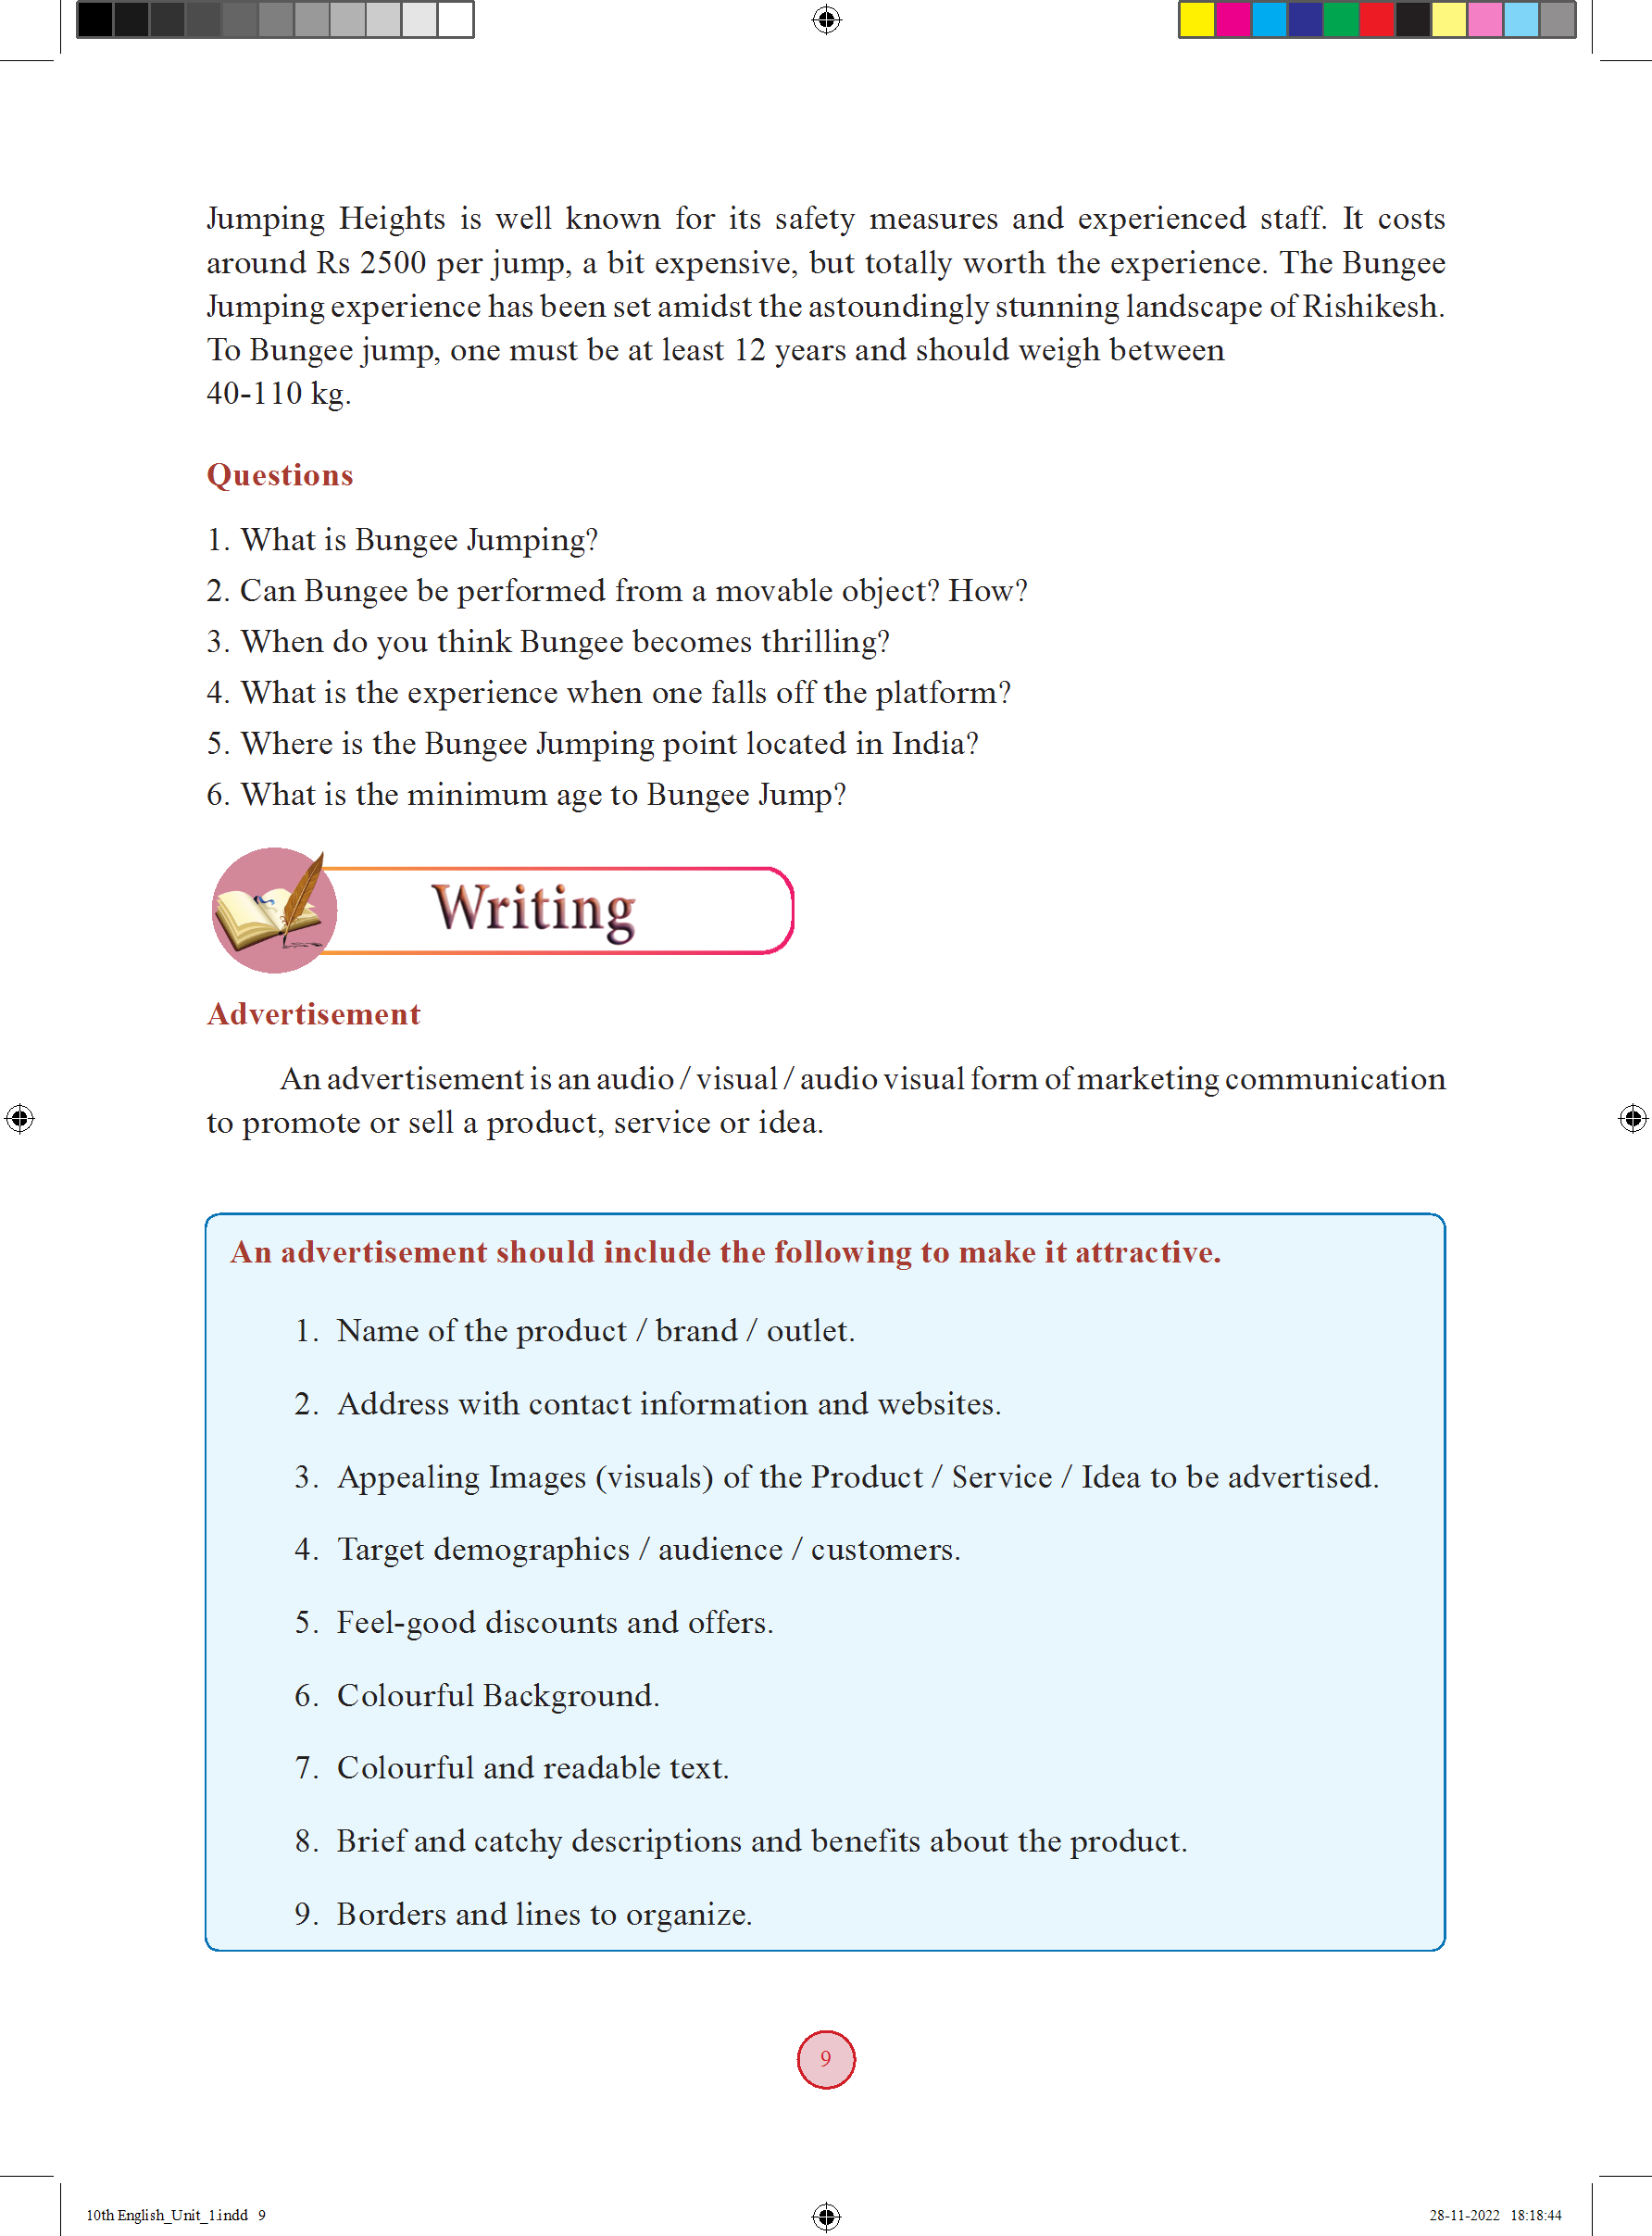 Jumping Heights is well known for its safety measures and experienced staff. It costs
around Rs 2500 per jump, a bit expensive, but totally worth the experience. The Bungee
Jumping experience has been set amidst the astoundingly stunning landscape of Rishikesh.
To Bungee jump, one must be at least 12 years and should weigh between
40-110 kg.
Questions
1. What is Bungee Jumping?
2. Can Bungee be performed from a movable object? How?
3. When do you think Bungee becomes thrilling?
4. What is the experience when one falls off the platform?
5. Where is the Bungee Jumping point located in India?
6. What is the minimum age to Bungee Jump?
Writing
Advertisement
An advertisement is an audio / visual / audio visual form of marketing communication
to promote or sell a product, service or idea.
An advertisement should include the following to make it attractive.
1. Name of the product / brand / outlet.
2. Address with contact information and websites.
3. Appealing Images (visuals) of the Product / Service / Idea to be advertised.
4. Target demographics / audience / customers.
5. Feel-good discounts and offers.
6. Colourful Background.
7. Colourful and readable text.
8. Brief and catchy descriptions and benefits about the product.
9. Borders and lines to organize.
9
10th English_Unit_1.indd 9
28-11-2022 18:18:44